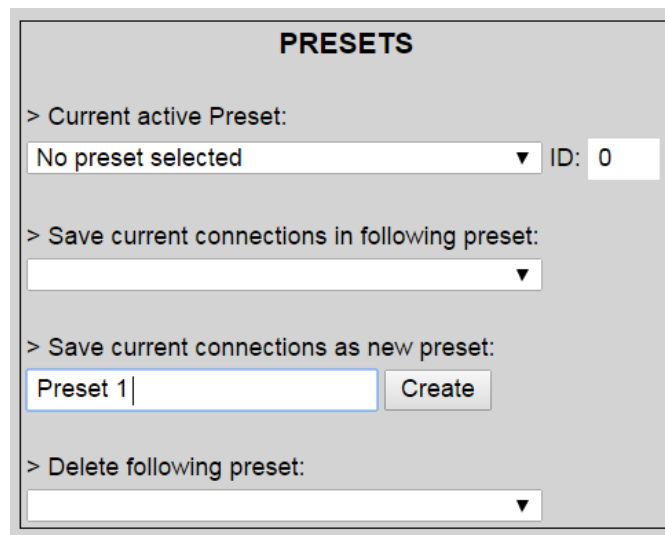 PRESETS
> Current active Preset:
No preset selected ▼ ID: 0
> Save current connections in following preset:
▼
> Save current connections as new preset:
Preset 1 Create
> Delete following preset:
▼